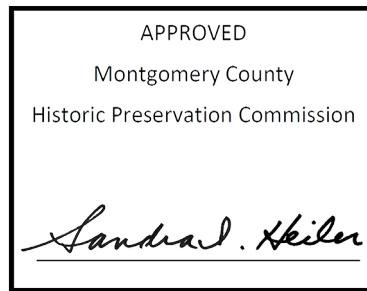 APPROVED
Montgomery County
Historic Preservation Commission
Sandra I. Heiler